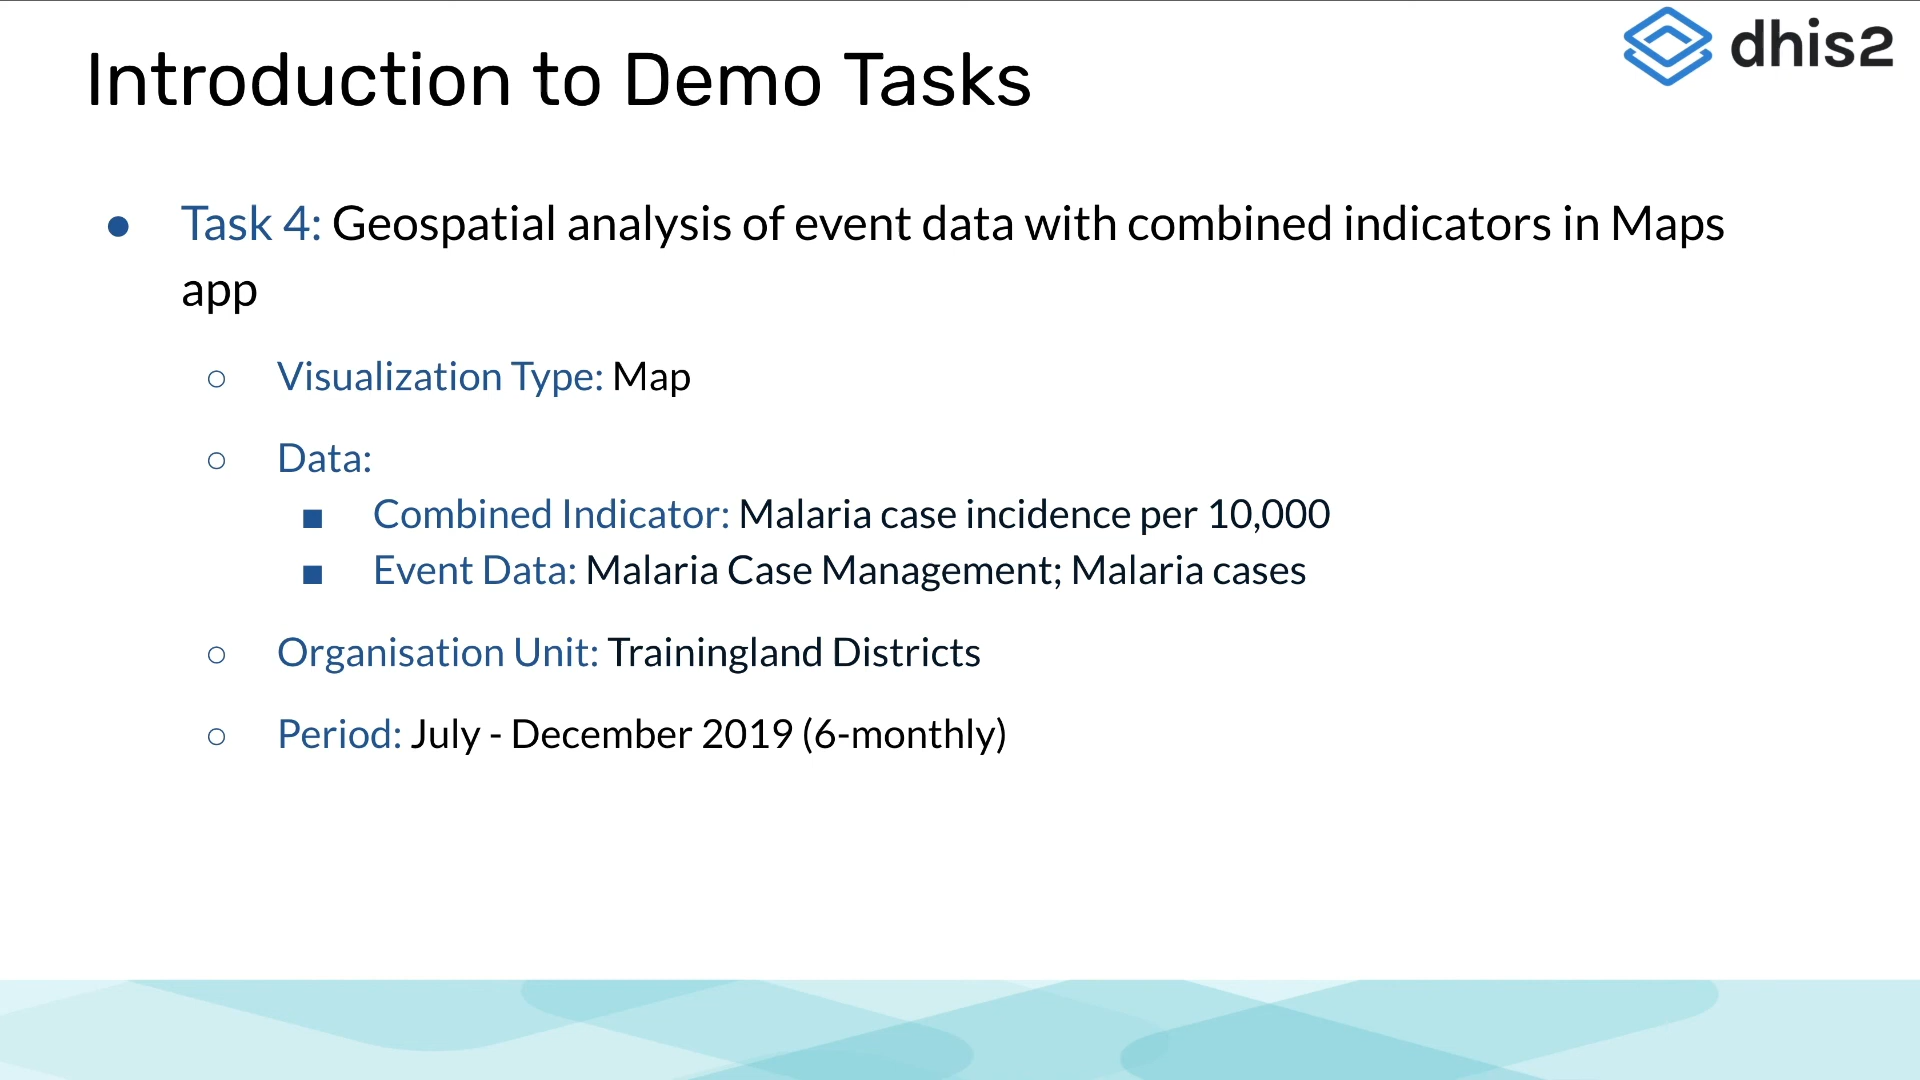 dhis2
Introduction to Demo Tasks
Task 4: Geospatial analysis of event data with combined indicators in Maps
app
Visualization Type: Map
Data:
Combined Indicator: Malaria case incidence per 10,000
Event Data: Malaria Case Management; Malaria cases
Organisation Unit: Trainingland Districts
Period: July - December 2019 (6-monthly)